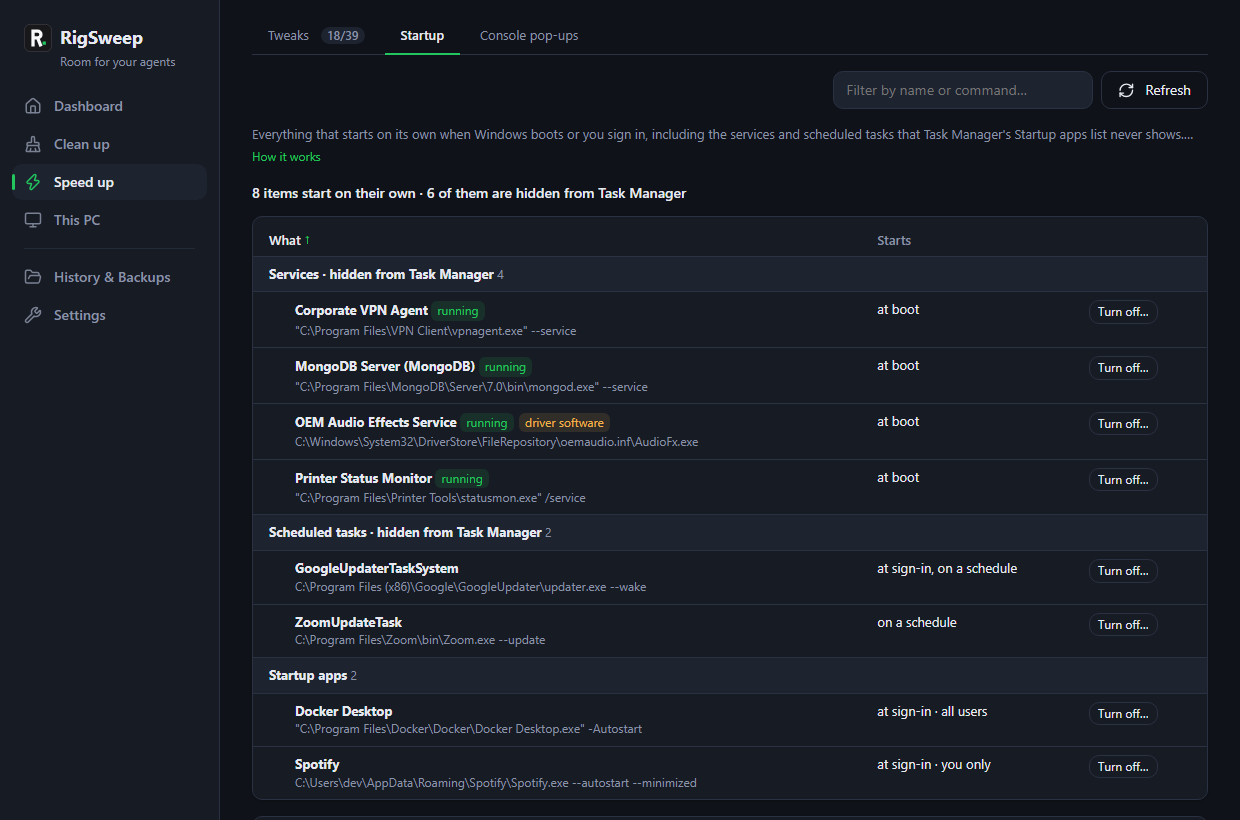 RigSweep
Room for your agents
Dashboard
Clean up
Speed up
This PC
History & Backups
Settings
Tweaks 18/39 Startup Console pop-ups
Filter by name or command... Refresh
Everything that starts on its own when Windows boots or you sign in, including the services and scheduled tasks that Task Manager's Startup apps list never shows....
How it works
8 items start on their own · 6 of them are hidden from Task Manager
What ↑ Starts
Services · hidden from Task Manager 4
Corporate VPN Agent running at boot Turn off...
"C:\Program Files\VPN Client\vpnagent.exe" --service
MongoDB Server (MongoDB) running at boot Turn off...
"C:\Program Files\MongoDB\Server\7.0\bin\mongod.exe" --service
OEM Audio Effects Service running driver software at boot Turn off...
C:\Windows\System32\DriverStore\FileRepository\oemaudio.inf\AudioFx.exe
Printer Status Monitor running at boot Turn off...
"C:\Program Files\Printer Tools\statusmon.exe" /service
Scheduled tasks · hidden from Task Manager 2
GoogleUpdaterTaskSystem at sign-in, on a schedule Turn off...
C:\Program Files (x86)\Google\GoogleUpdater\updater.exe --wake
ZoomUpdateTask on a schedule Turn off...
C:\Program Files\Zoom\bin\Zoom.exe --update
Startup apps 2
Docker Desktop at sign-in · all users Turn off...
"C:\Program Files\Docker\Docker\Docker Desktop.exe" -Autostart
Spotify at sign-in · you only Turn off...
C:\Users\dev\AppData\Roaming\Spotify\Spotify.exe --autostart --minimized